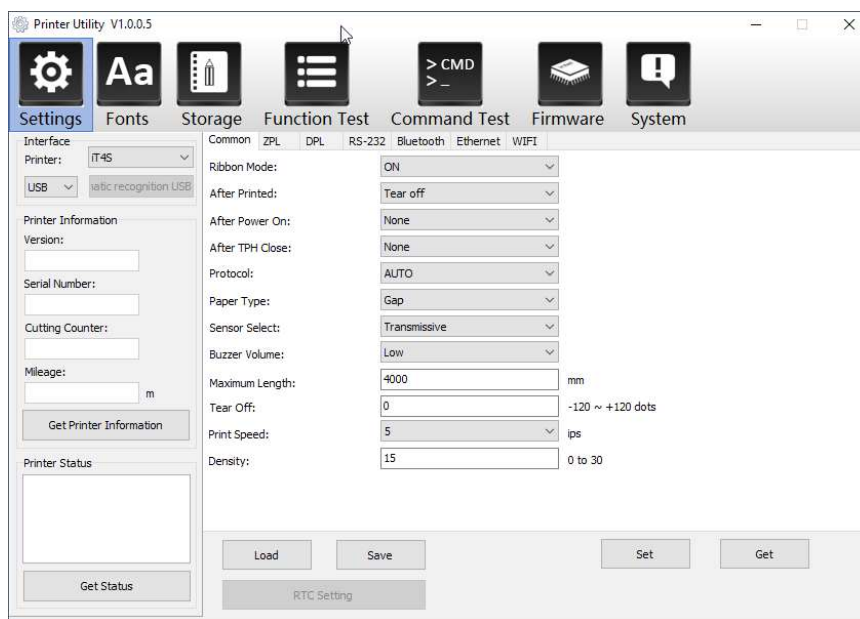 Printer Utility V1.0.0.5
> CMD
>_
Aa
Settings Fonts Storage Function Test Command Test Firmware System
Interface
Printer: iT4S
USB matic recognition USB
Printer Information
Version:
Serial Number:
Cutting Counter:
Mileage:
m
Get Printer Information
Printer Status
Get Status
Common ZPL DPL RS-232 Bluetooth Ethernet WIFI
Ribbon Mode: ON
After Printed: Tear off
After Power On: None
After TPH Close: None
Protocol: AUTO
Paper Type: Gap
Sensor Select: Transmissive
Buzzer Volume: Low
Maximum Length: 4000 mm
Tear Off: 0 -120 ~ +120 dots
Print Speed: 5 ips
Density: 15 0 to 30
Load Save Set Get
RTC Setting